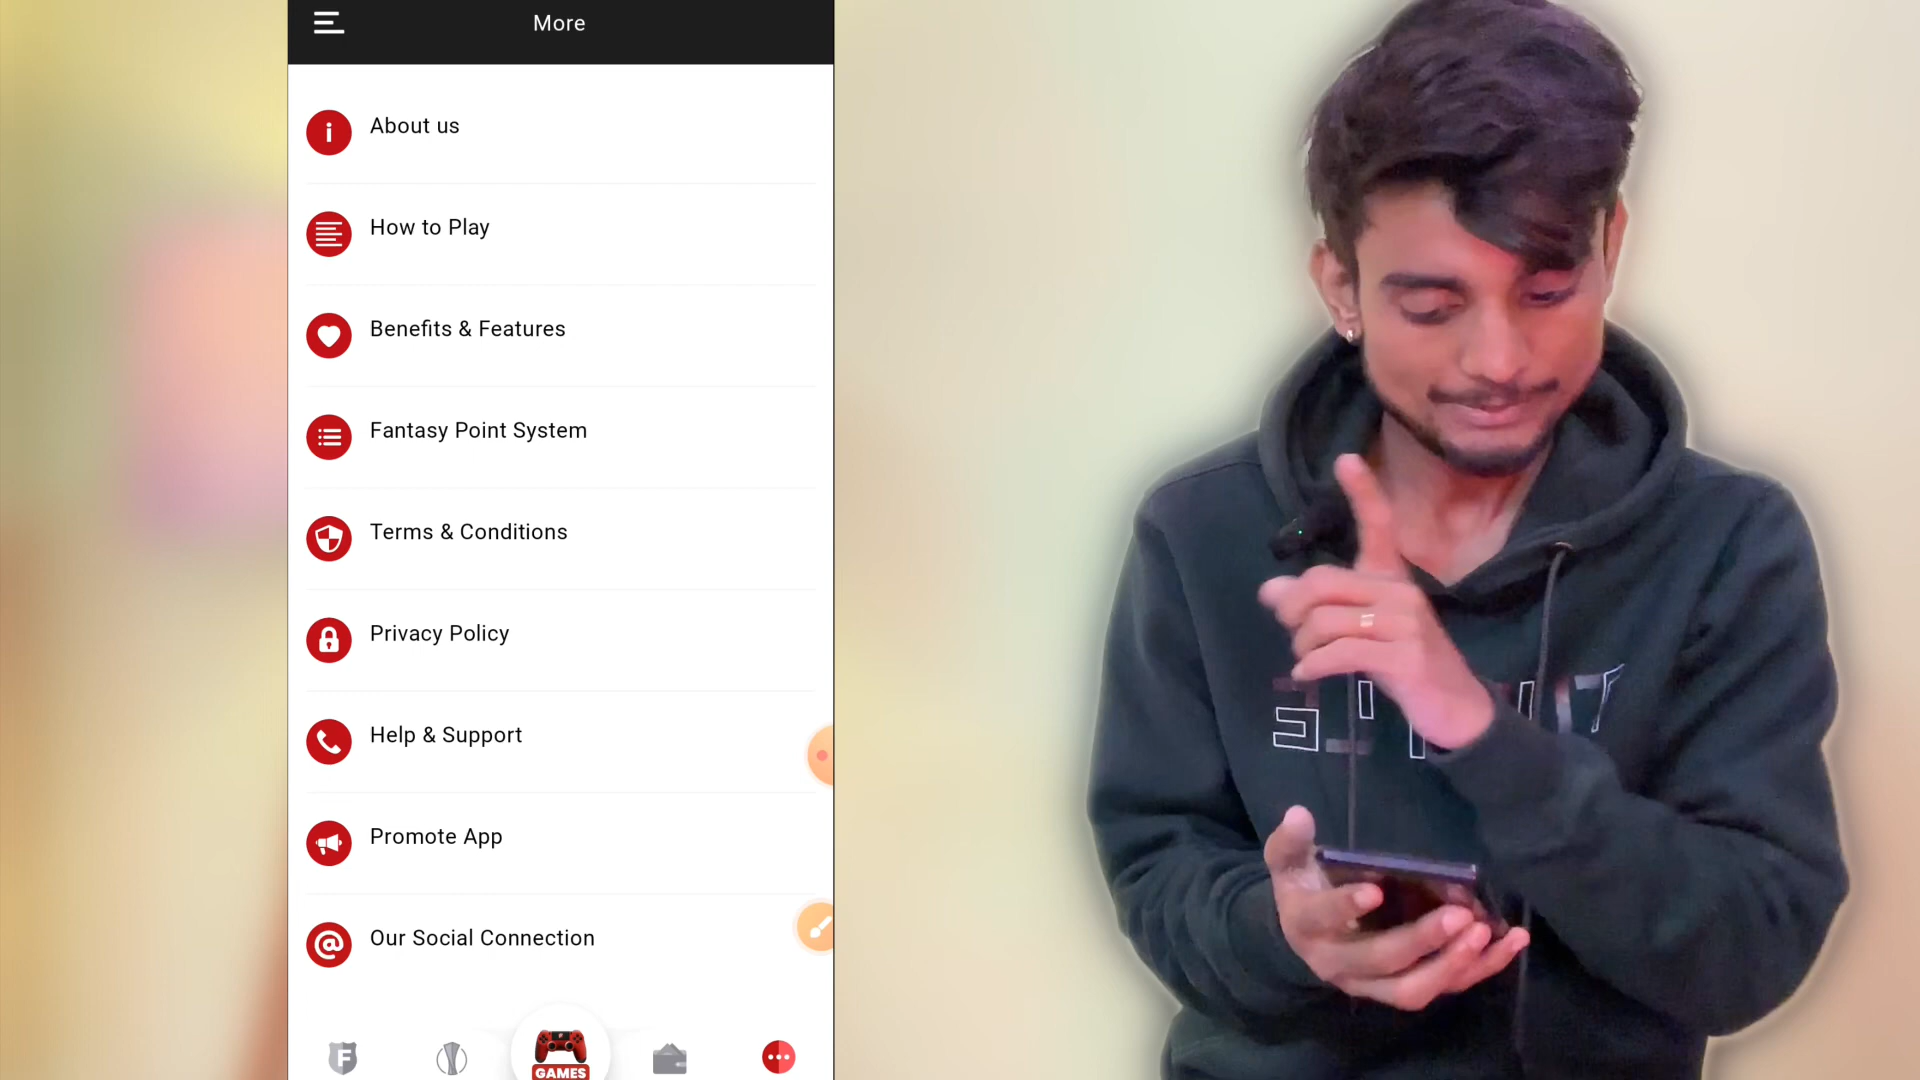 More
About us
How to Play
Benefits & Features
Fantasy Point System
Terms & Conditions
Privacy Policy
Help & Support
Promote App
Our Social Connection
F
GAMES